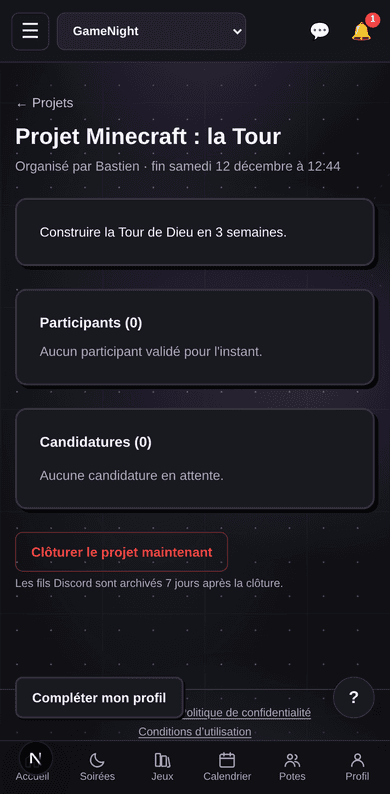 GameNight
1
← Projets
Projet Minecraft : la Tour
Organisé par Bastien · fin samedi 12 décembre à 12:44
Construire la Tour de Dieu en 3 semaines.
Participants (0)
Aucun participant validé pour l'instant.
Candidatures (0)
Aucune candidature en attente.
Clôturer le projet maintenant
Les fils Discord sont archivés 7 jours après la clôture.
Compléter mon profil
olitique de confidentialité
?
Conditions d'utilisation
N
Accueil
Soirées
Jeux
Calendrier
Potes
Profil